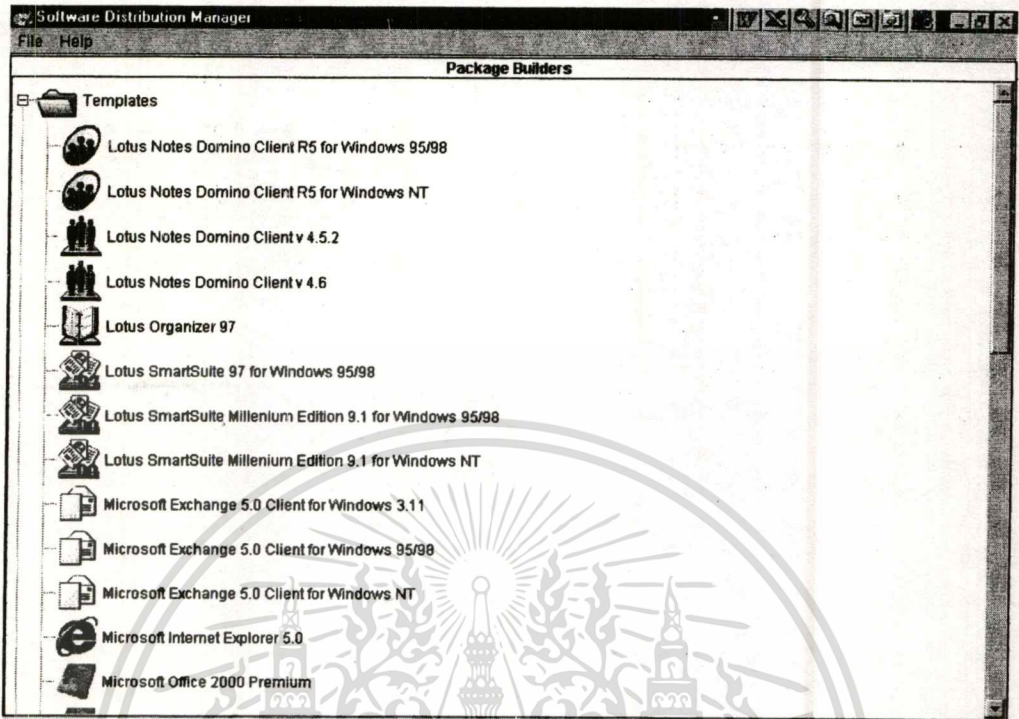 Software Distribution Manager
File Help
Package Builders
Templates
Lotus Notes Domino Client R5 for Windows 95/98
Lotus Notes Domino Client R5 for Windows NT
Lotus Notes Domino Client v 4.5.2
Lotus Notes Domino Client v 4.6
Lotus Organizer 97
Lotus SmartSuite 97 for Windows 95/98
Lotus SmartSuite Millenium Edition 9.1 for Windows 95/98
Lotus SmartSuite Millenium Edition 9.1 for Windows NT
Microsoft Exchange 5.0 Client for Windows 3.11
Microsoft Exchange 5.0 Client for Windows 95/98
Microsoft Exchange 5.0 Client for Windows NT
Microsoft Internet Explorer 5.0
Microsoft Office 2000 Premium